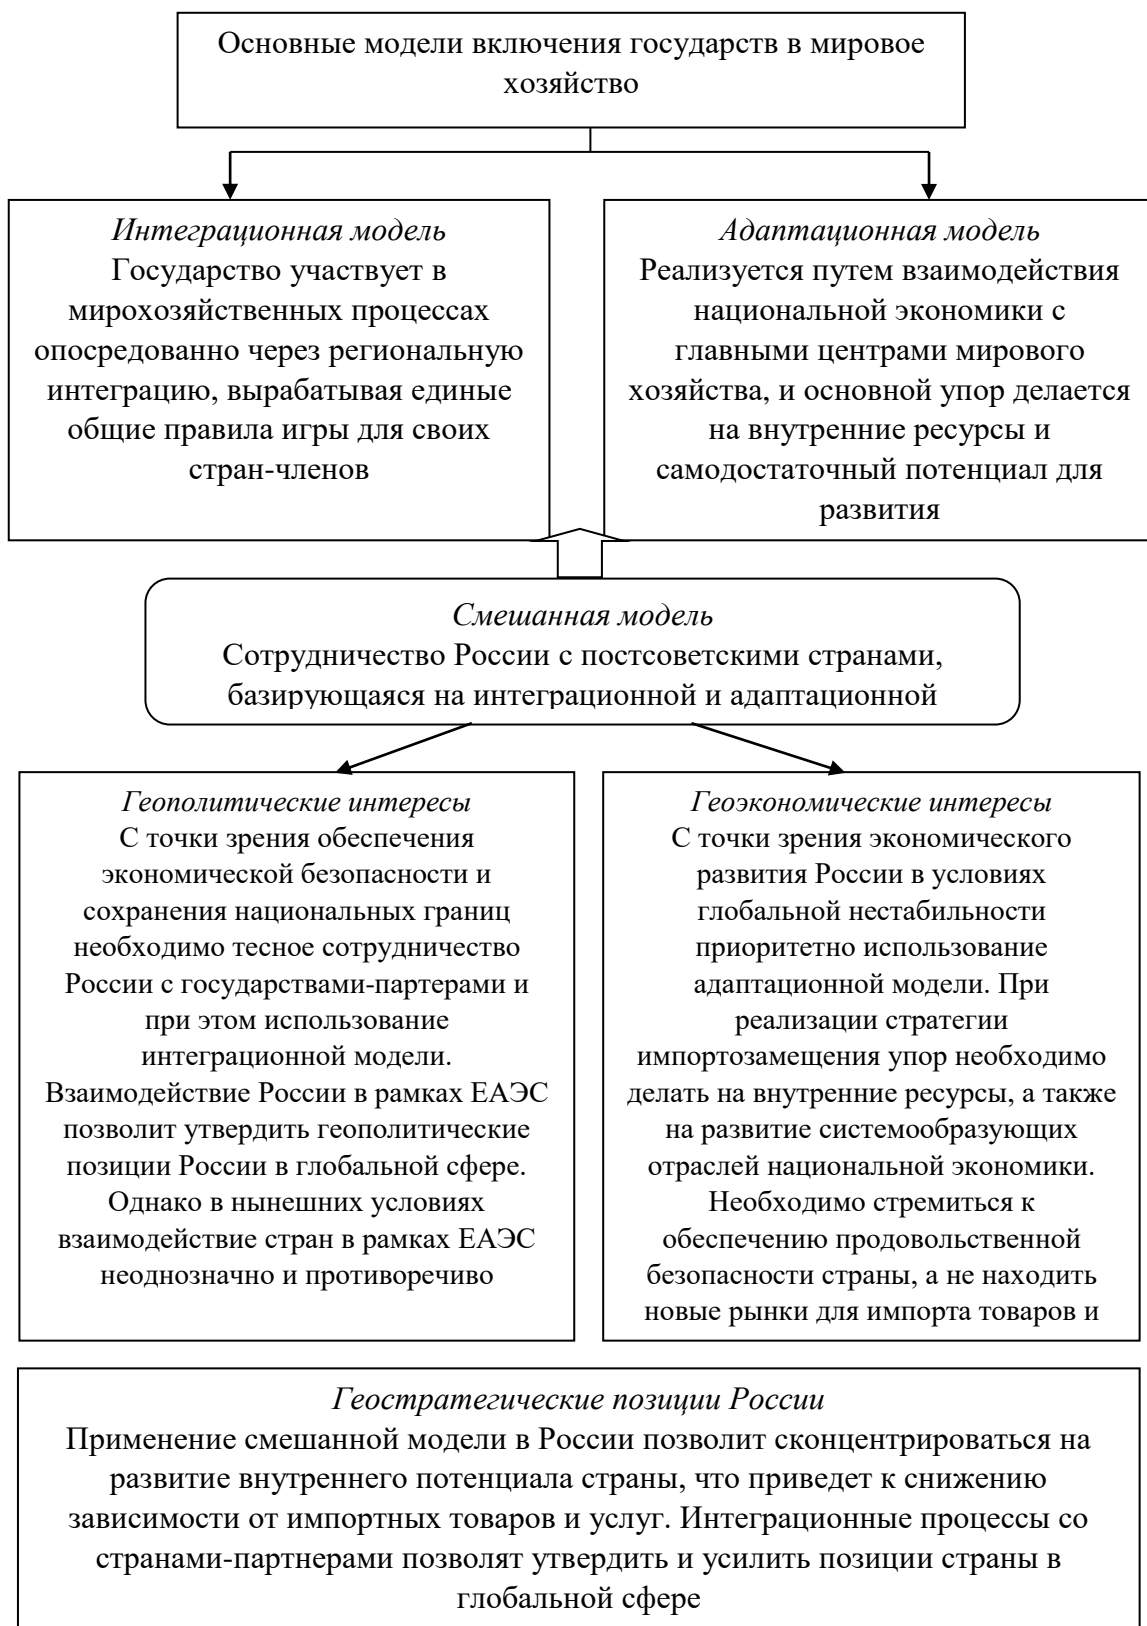 Основные модели включения государств в мировое
хозяйство
Интеграционная модель
Государство участвует в
мирохозяйственных процессах
опосредованно через региональную
интеграцию, вырабатывая единые
общие правила игры для своих
стран-членов
Адаптационная модель
Реализуется путем взаимодействия
национальной экономики с
главными центрами мирового
хозяйства, и основной упор делается
на внутренние ресурсы и
самодостаточный потенциал для
развития
Смешанная модель
Сотрудничество России с постсоветскими странами,
базирующаяся на интеграционной и адаптационной
Геополитические интересы
С точки зрения обеспечения
экономической безопасности и
сохранения национальных границ
необходимо тесное сотрудничество
России с государствами-партерами и
при этом использование
интеграционной модели.
Взаимодействие России в рамках ЕАЭС
позволит утвердить геополитические
позиции России в глобальной сфере.
Однако в нынешних условиях
взаимодействие стран в рамках ЕАЭС
неоднозначно и противоречиво
Геоэкономические интересы
С точки зрения экономического
развития России в условиях
глобальной нестабильности
приоритетно использование
адаптационной модели. При
реализации стратегии
импортозамещения упор необходимо
делать на внутренние ресурсы, а также
на развитие системообразующих
отраслей национальной экономики.
Необходимо стремиться к
обеспечению продовольственной
безопасности страны, а не находить
новые рынки для импорта товаров и
Геостратегические позиции России
Применение смешанной модели в России позволит сконцентрироваться на
развитие внутреннего потенциала страны, что приведет к снижению
зависимости от импортных товаров и услуг. Интеграционные процессы со
странами-партнерами позволят утвердить и усилить позиции страны в
глобальной сфере